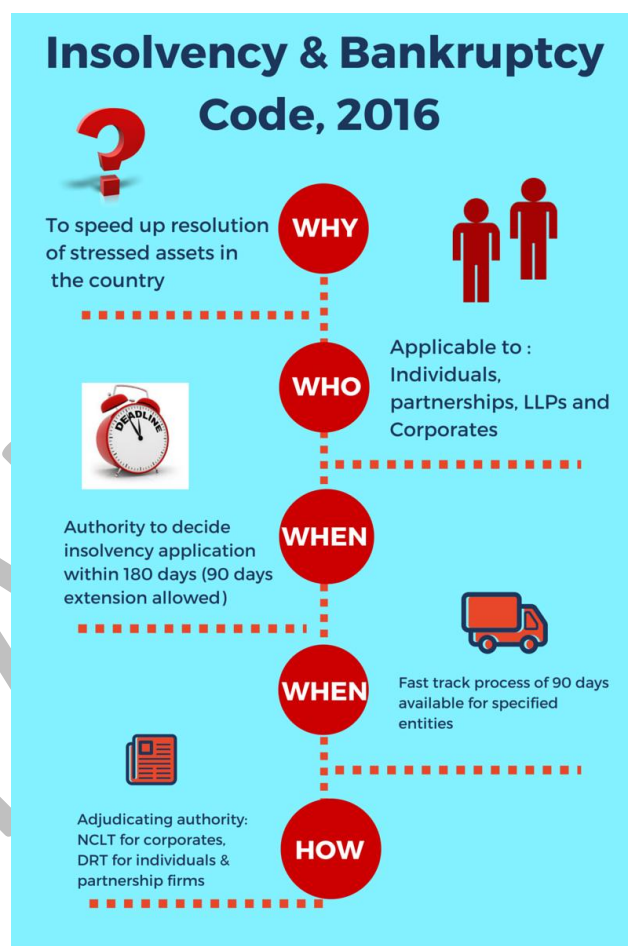 Insolvency & Bankruptcy
Code, 2016
WHY
To speed up resolution
of stressed assets in
the country
WHO
Applicable to :
Individuals,
partnerships, LLPs and
Corporates
DEADLINE
WHEN
Authority to decide
insolvency application
within 180 days (90 days
extension allowed)
WHEN
Fast track process of 90 days
available for specified
entities
HOW
Adjudicating authority:
NCLT for corporates,
DRT for individuals &
partnership firms